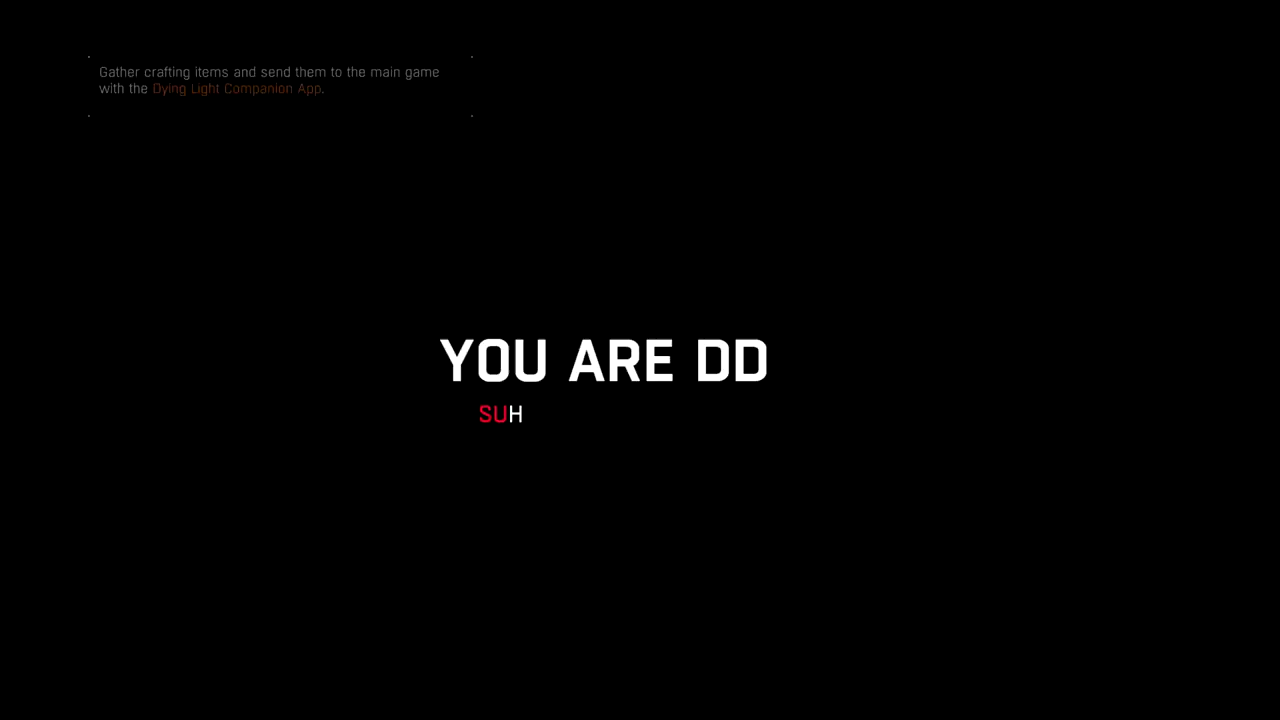 Gather crafting items and send them to the main game
with the Dying Light Companion App.
YOU ARE DD
SUH